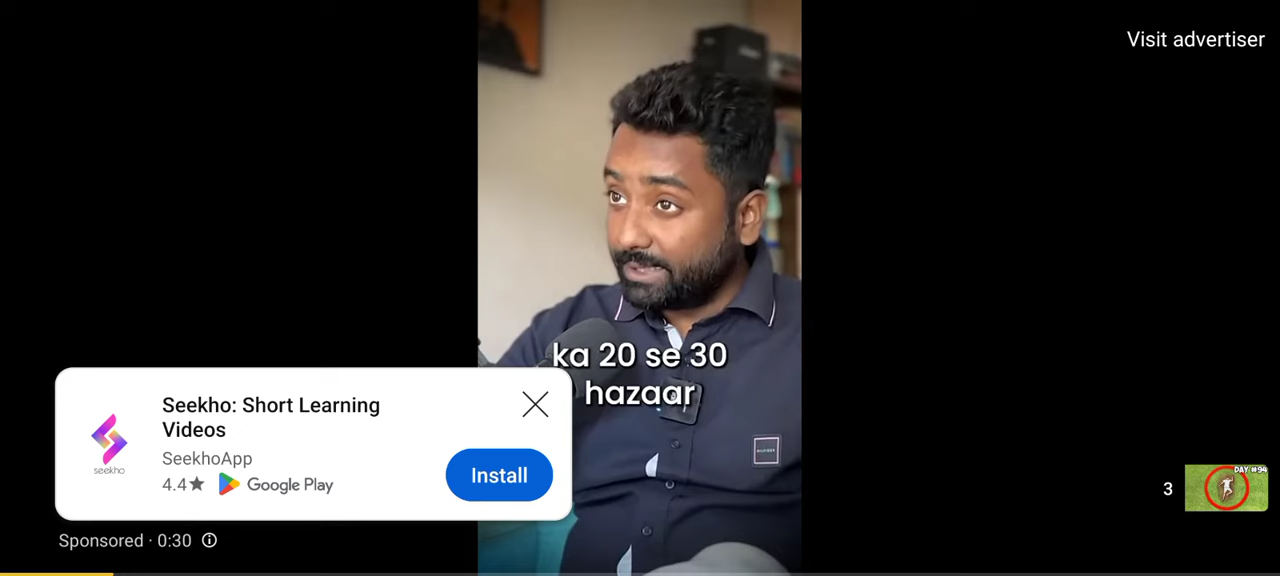 Visit advertiser
ka 20 se 30
hazaar
Seekho: Short Learning
Videos
SeekhoApp
4.4★ Google Play
seekho
Install
Sponsored · 0:30
3
DAY #94
HILFIGER